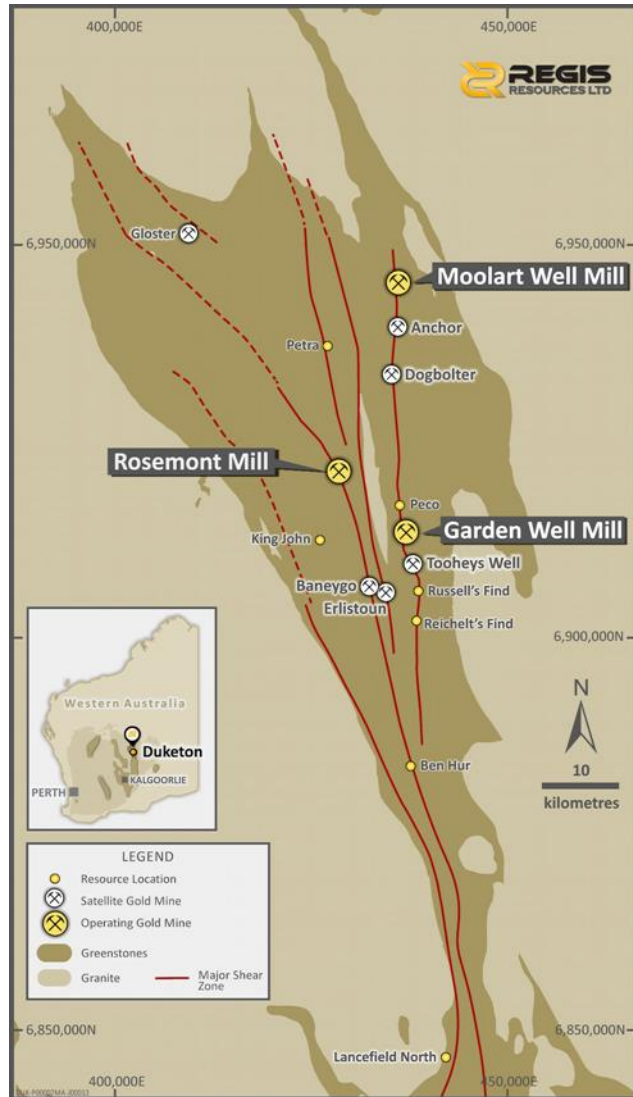 400,000E
450,000E
REGIS
RESOURCES LTD
Gloster
6,950,000N
6,950,000N
Moolart Well Mill
Anchor
Petra
Dogbolter
Rosemont Mill
Peco
Garden Well Mill
King John
Tooheys Well
Baneygo
Russell's Find
Erlistoun
Reichelt's Find
6,900,000N
Western Australia
Duketon
KALGOORLIE
PERTH
N
10
kilometres
Ben Hur
LEGEND
Resource Location
Satellite Gold Mine
Operating Gold Mine
Greenstones
Granite
Major Shear
Zone
6,850,000N
6,850,000N
Lancefield North
400,000E
450,000E